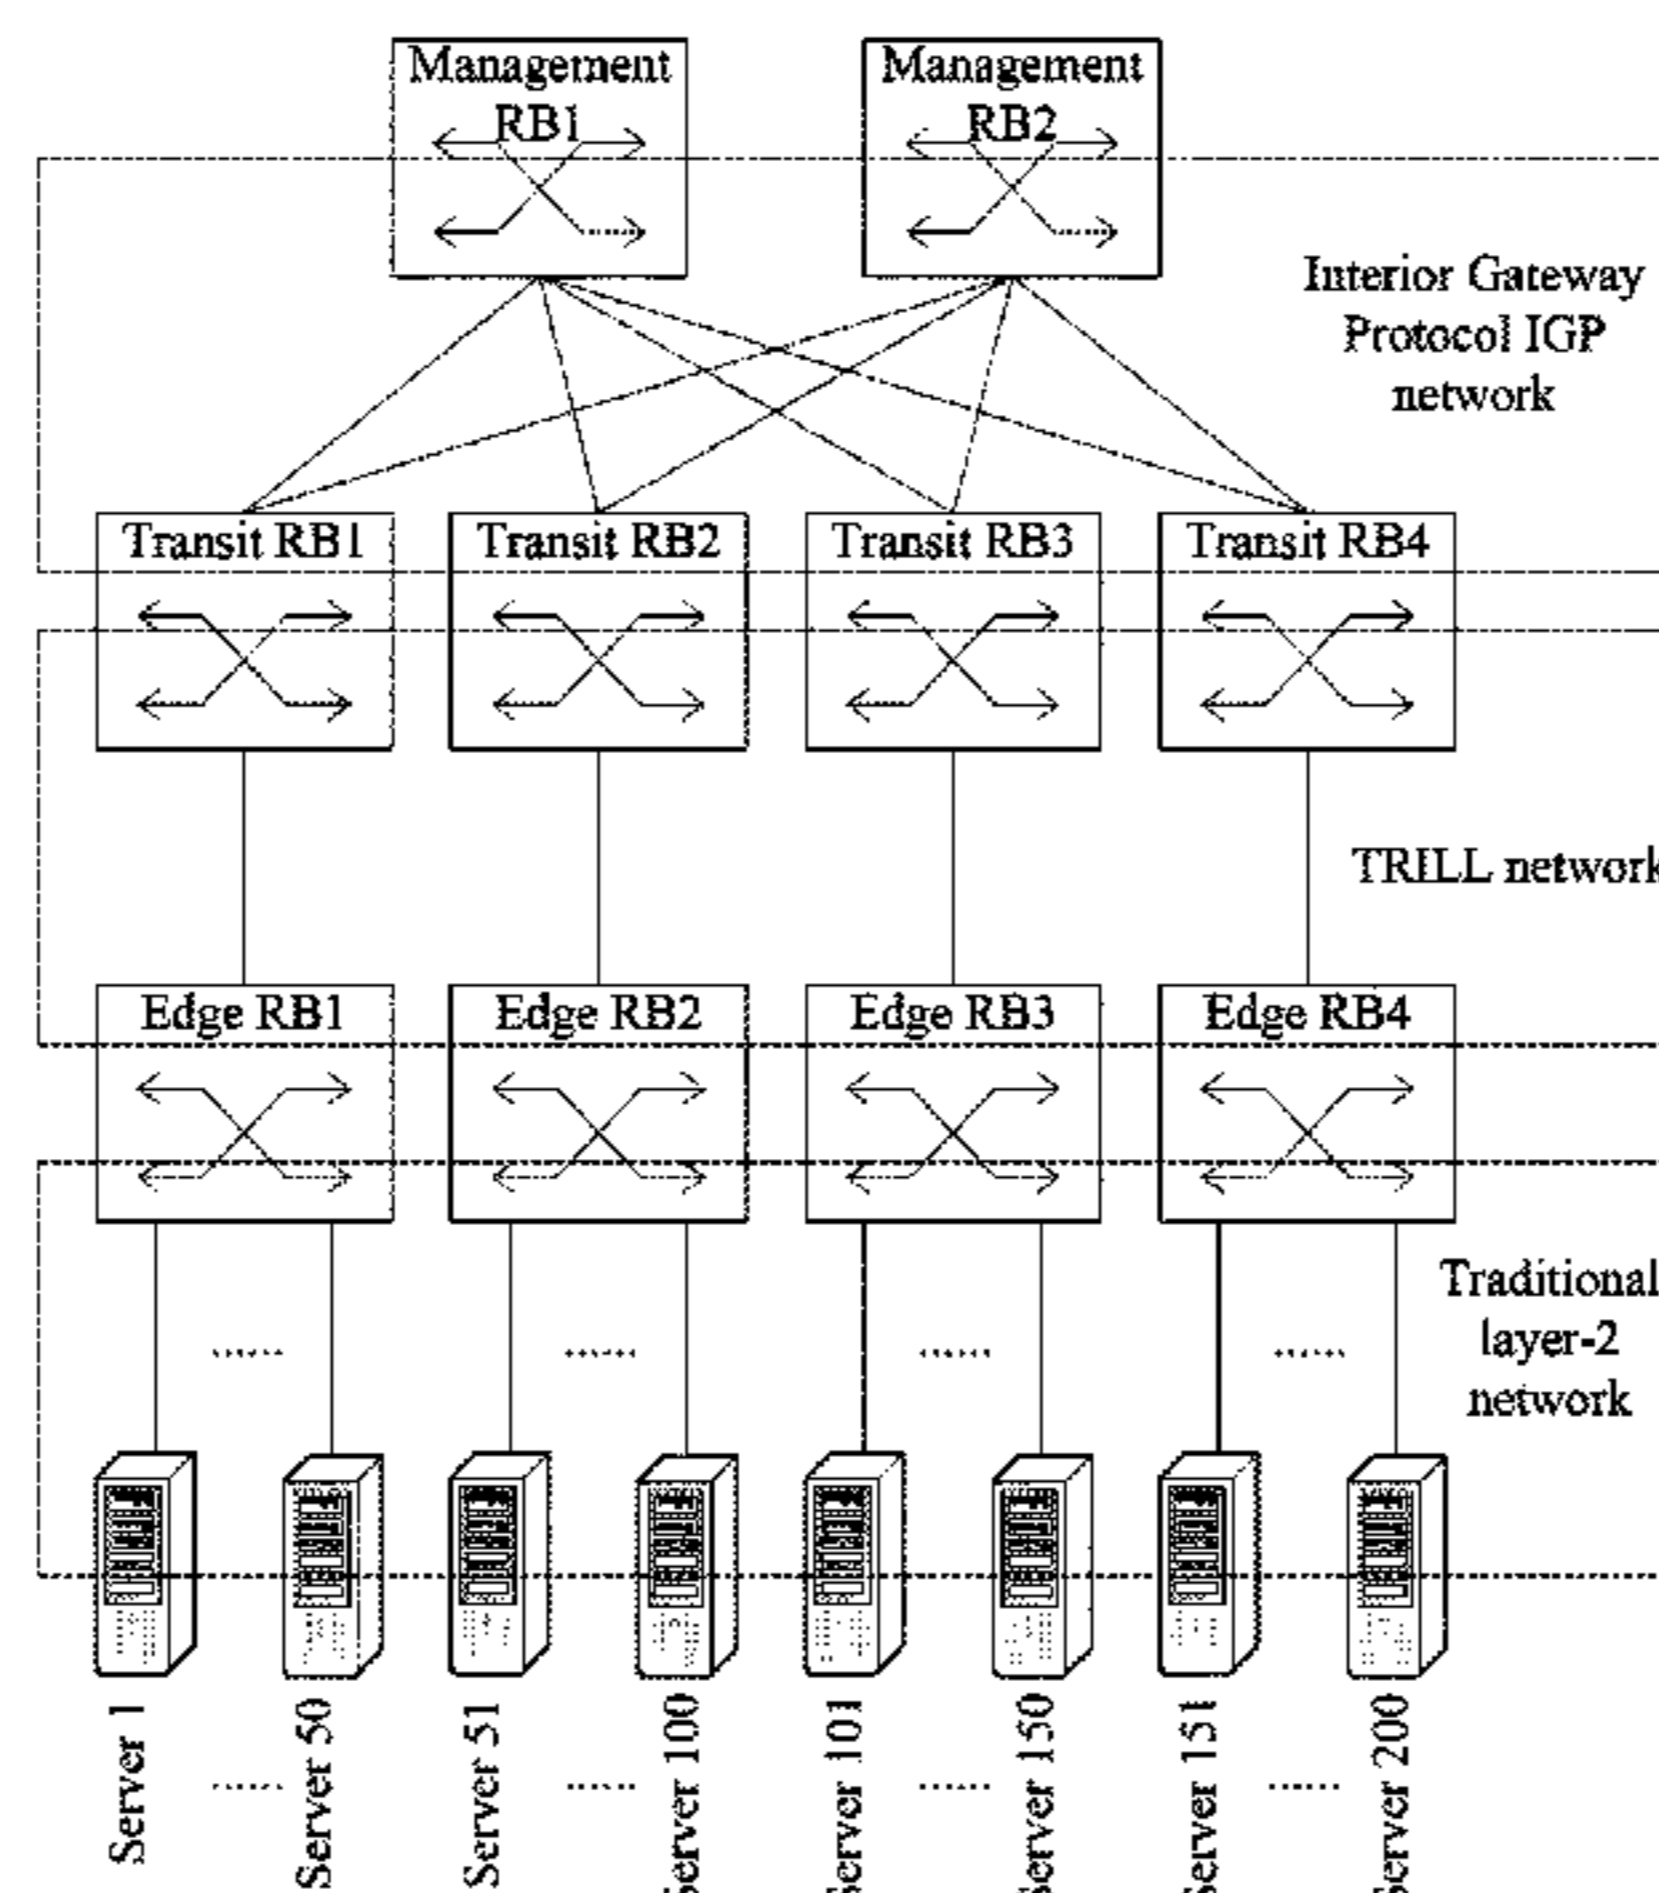 Management Management
RB1 RB2
Interior Gateway
Protocol IGP
network
Transit RB1 Transit RB2 Transit RB3 Transit RB4
TRILL network
Edge RB1 Edge RB2 Edge RB3 Edge RB4
Traditional
layer-2
network
...... ...... ...... ......
Server 1
......
Server 50
Server 51
......
Server 100
Server 101
......
Server 150
Server 151
......
Server 200